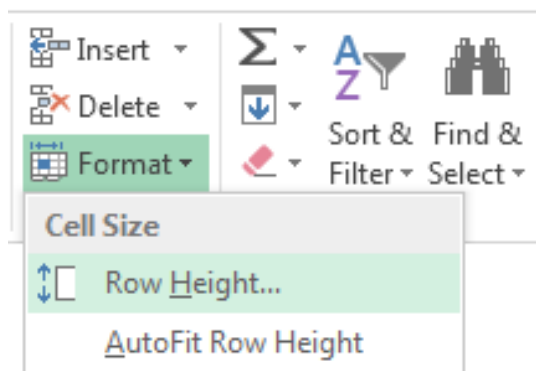 Insert
Delete
Format
Σ
A
Z
Sort &
Filter
Find &
Select
Cell Size
Row Height...
AutoFit Row Height